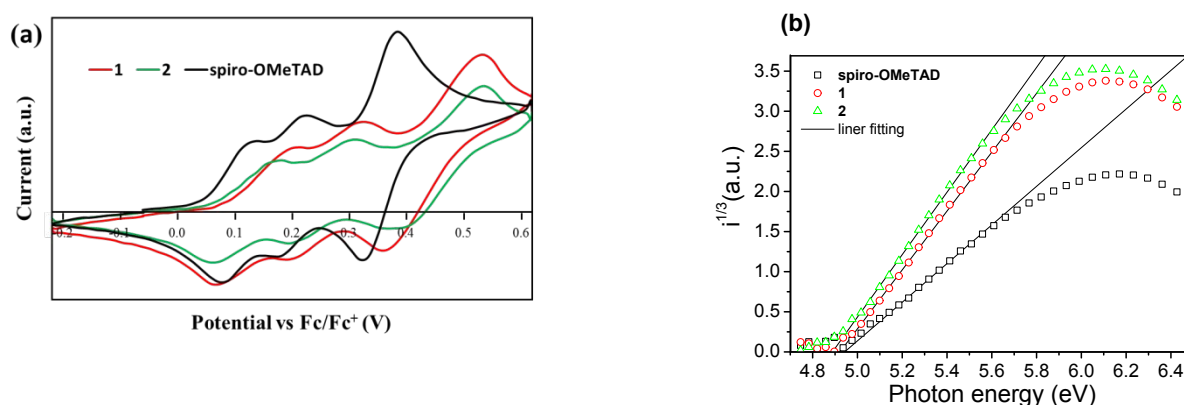 (a)
1 2 spiro-OMeTAD
Current (a.u.)
-0.2 -0.1 0.0 0.1 0.2 0.3 0.4 0.5 0.6
Potential vs Fc/Fc⁺ (V)
(b)
spiro-OMeTAD
1
2
liner fitting
i^1/3(a.u.)
3.5
3.0
2.5
2.0
1.5
1.0
0.5
0.0
4.8 5.0 5.2 5.4 5.6 5.8 6.0 6.2 6.4
Photon energy (eV)